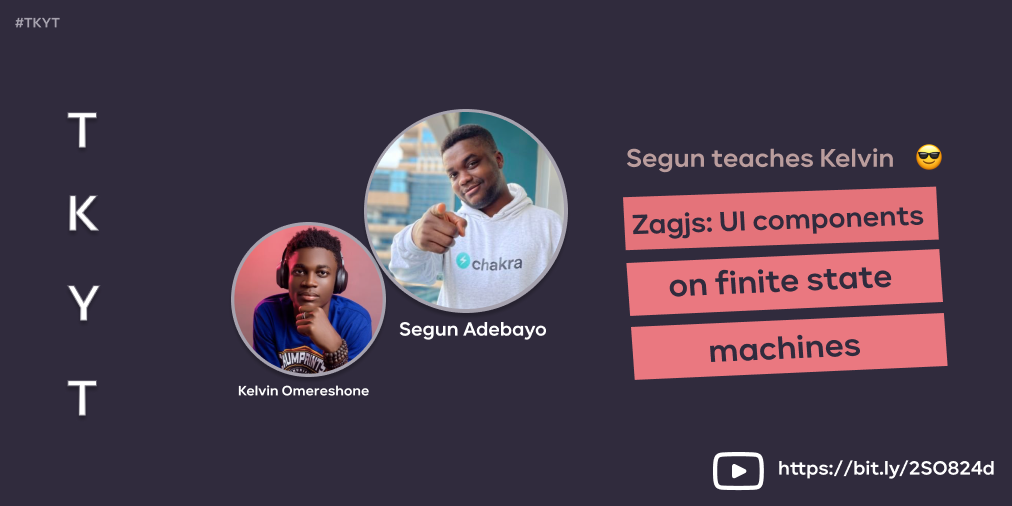 #TKYT
T
K
Y
T
chakra
Kelvin Omereshone
Segun Adebayo
Segun teaches Kelvin
Zagjs: UI components
on finite state
machines
https://bit.ly/2SO824d